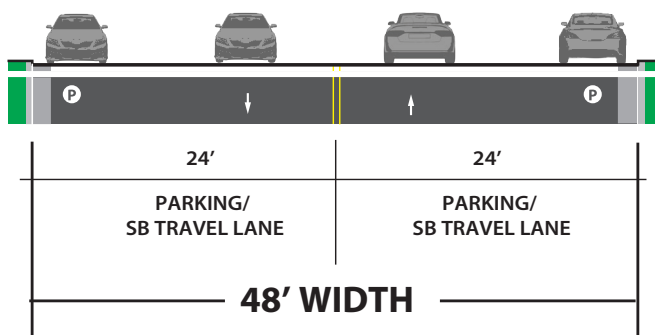 P P
24′ 24′
PARKING/ PARKING/
SB TRAVEL LANE SB TRAVEL LANE
48′ WIDTH